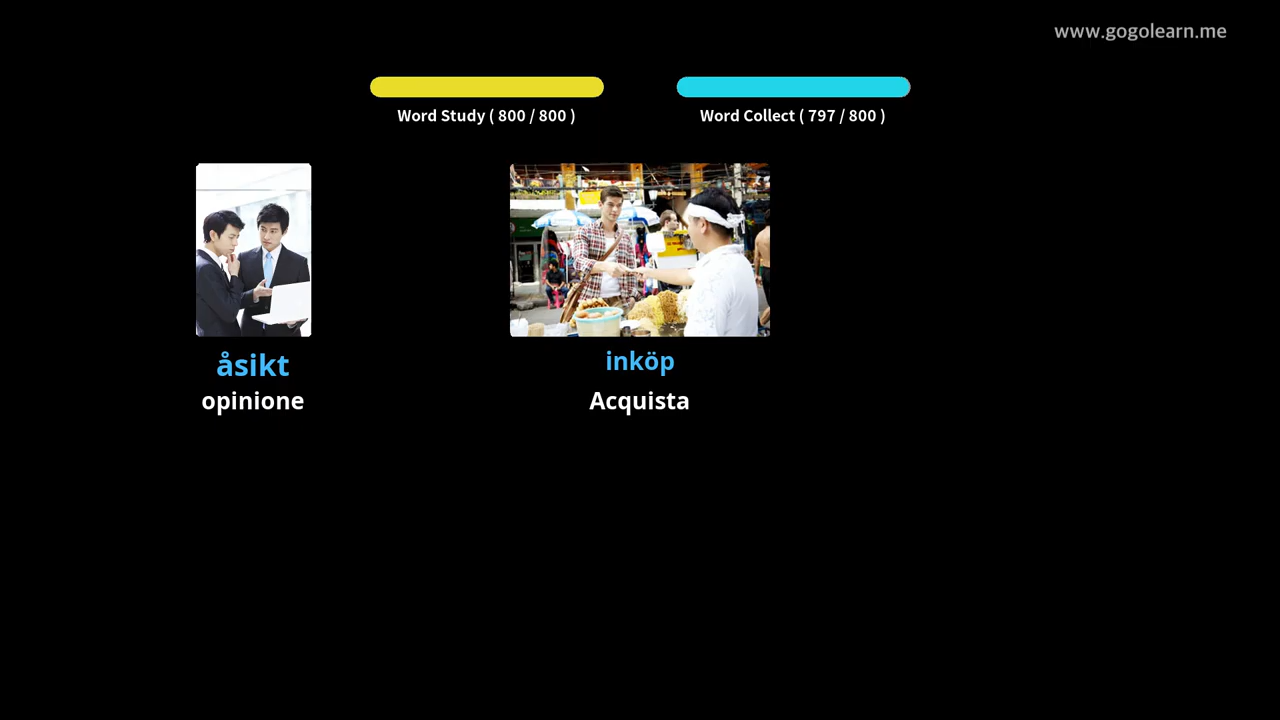 www.gogolearn.me
Word Study ( 800 / 800 )
Word Collect ( 797 / 800 )
åsikt
opinione
inköp
Acquista